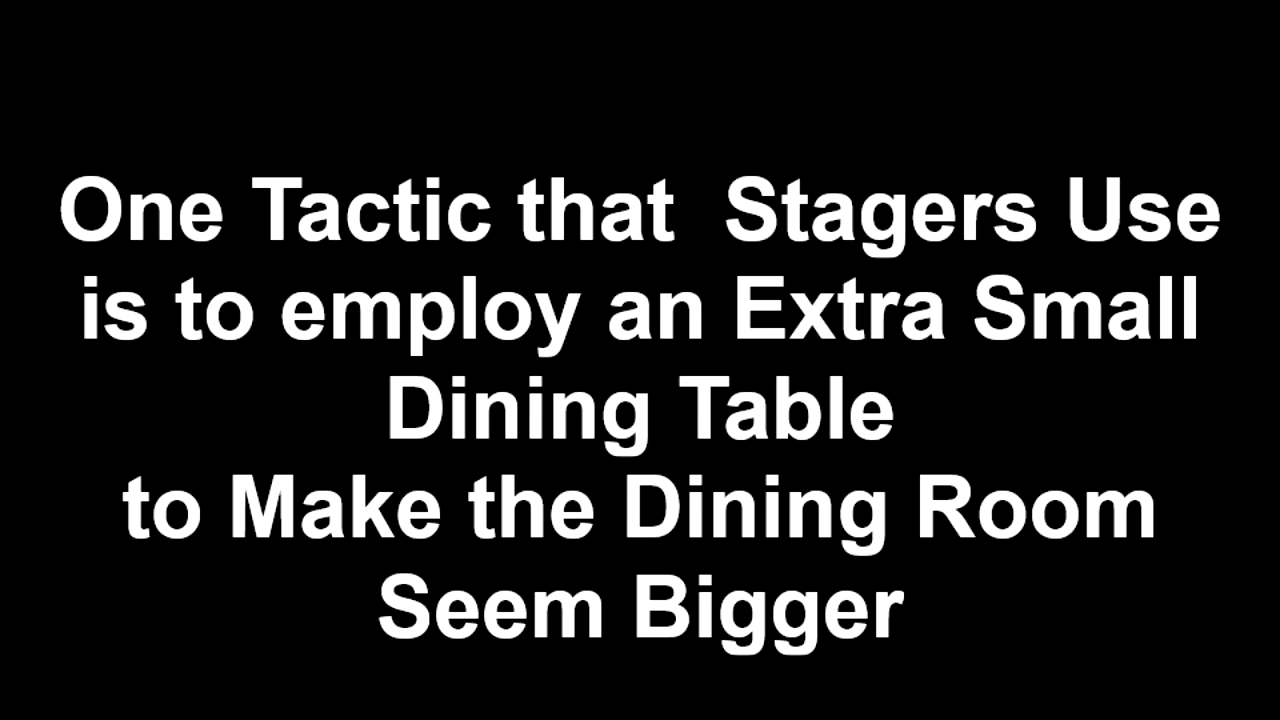 One Tactic that  Stagers Use
is to employ an Extra Small
Dining Table
to Make the Dining Room
Seem Bigger